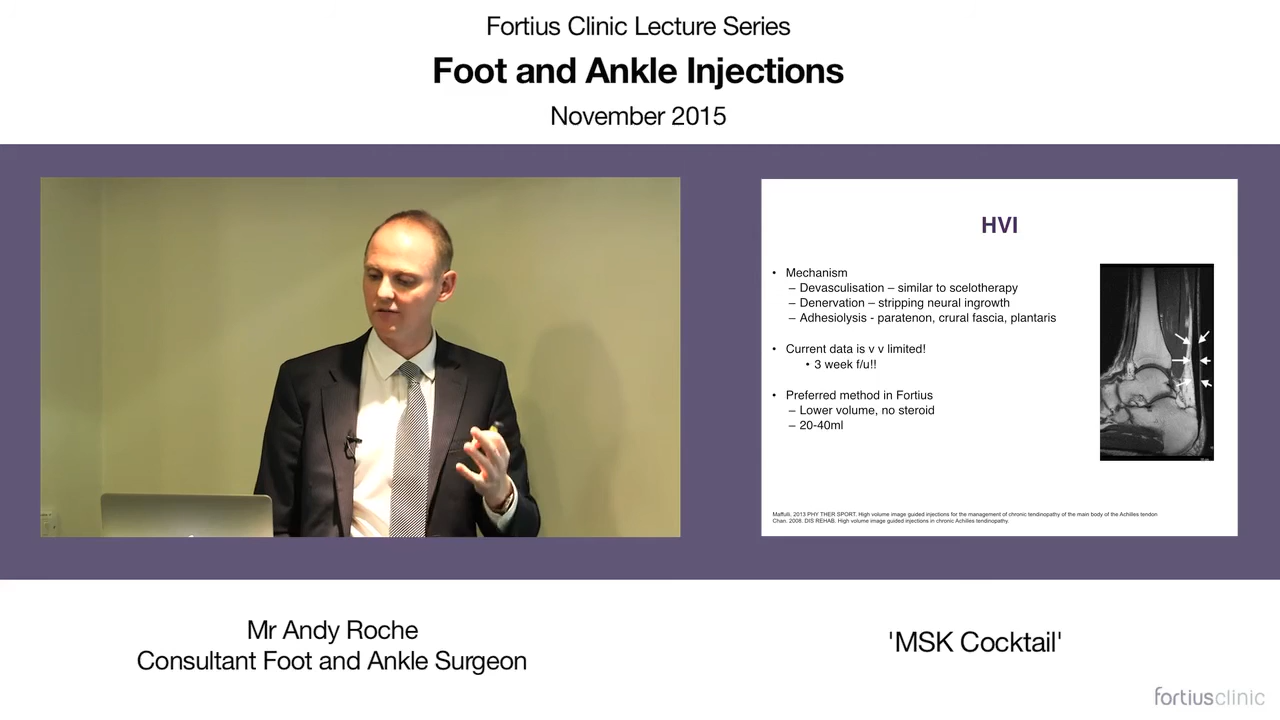 Fortius Clinic Lecture Series
Foot and Ankle Injections
November 2015
HVI
• Mechanism
– Devasculisation – similar to scelotherapy
– Denervation – stripping neural ingrowth
– Adhesiolysis - paratenon, crural fascia, plantaris
• Current data is v v limited!
• 3 week f/u!!
• Preferred method in Fortius
– Lower volume, no steroid
– 20-40ml
Maffulli. 2013 PHY THER SPORT. High volume image guided injections for the management of chronic tendinopathy of the main body of the Achilles tendon
Chan. 2008. DIS REHAB. High volume image guided injections in chronic Achilles tendinopathy.
Mr Andy Roche
Consultant Foot and Ankle Surgeon
'MSK Cocktail'
fortiusclinic